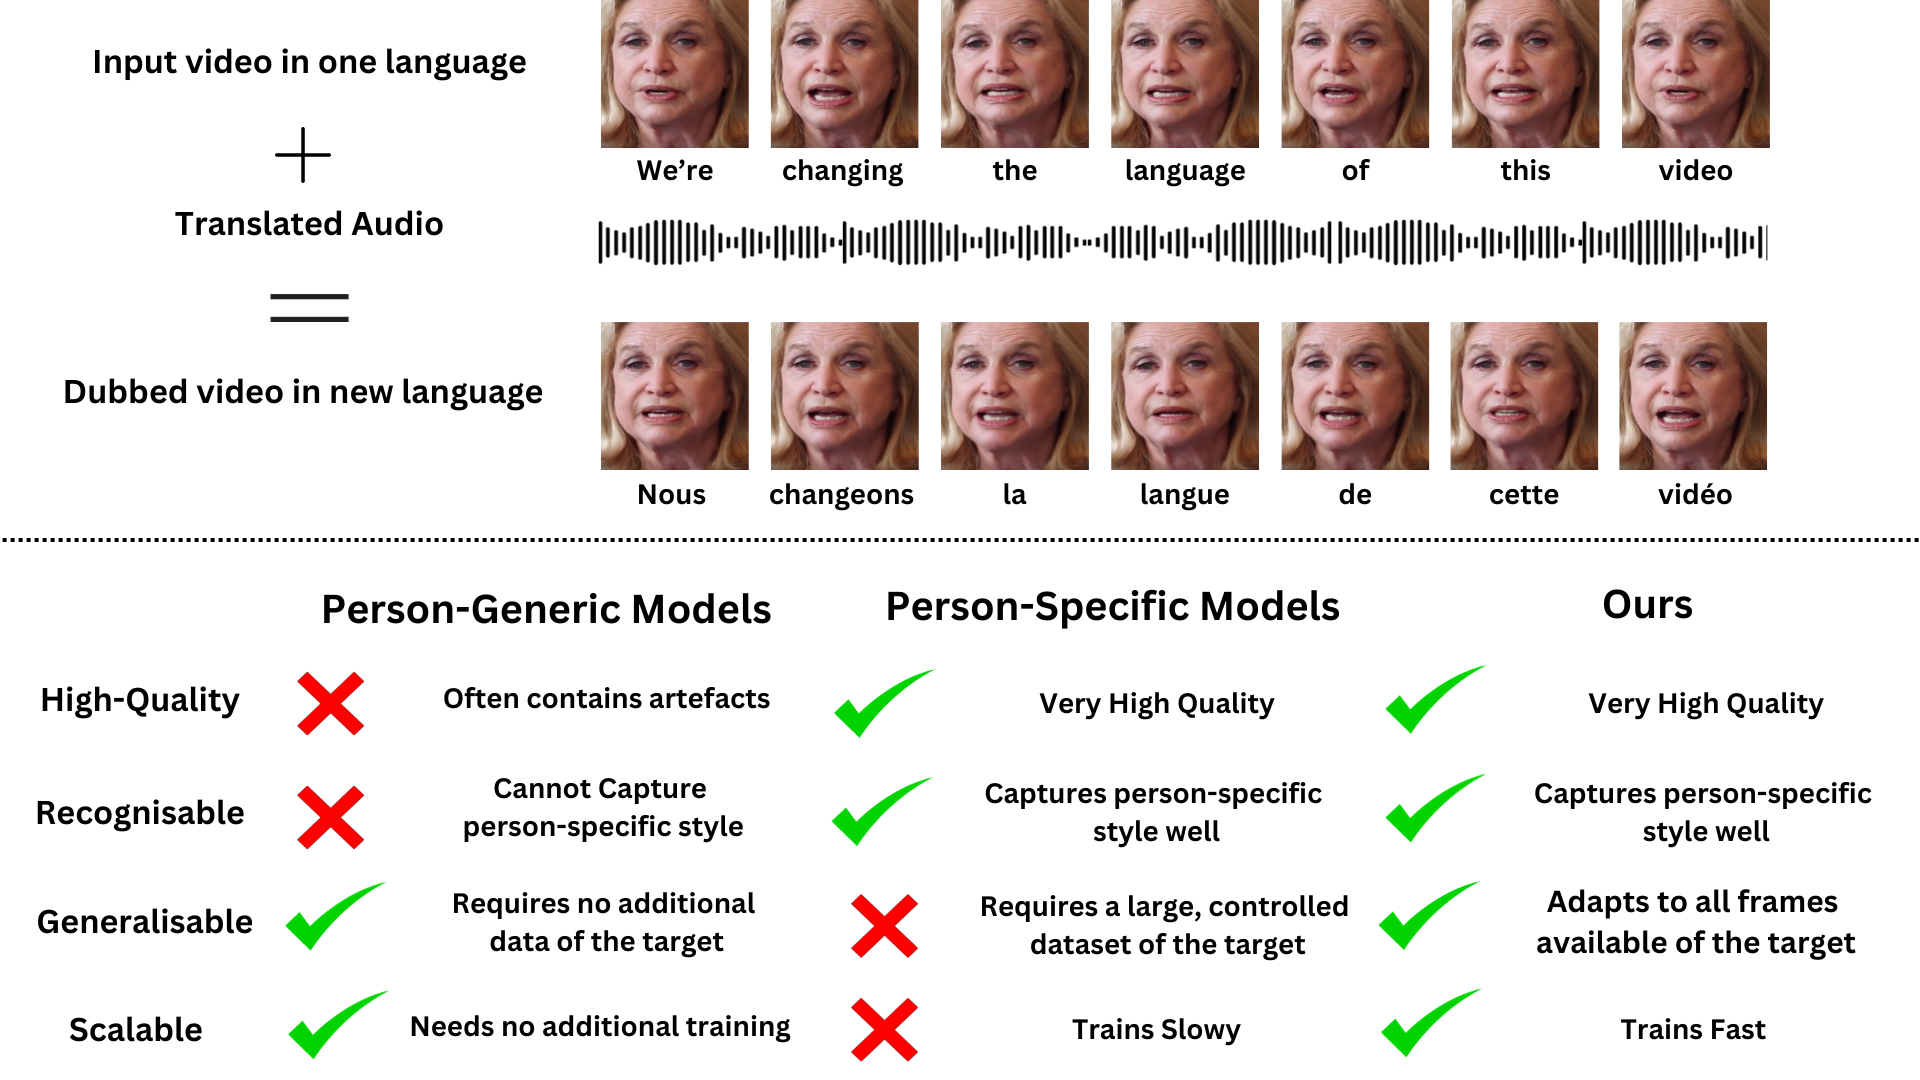 Input video in one language
We’re changing the language of this video
Translated Audio
Dubbed video in new language
Nous changeons la langue de cette vidéo
Person-Generic Models Person-Specific Models Ours
High-Quality Often contains artefacts Very High Quality Very High Quality
Recognisable
Cannot Capture
person-specific style
Captures person-specific
style well
Captures person-specific
style well
Generalisable
Requires no additional
data of the target
Requires a large, controlled
dataset of the target
Adapts to all frames
available of the target
Scalable Needs no additional training Trains Slowy Trains Fast